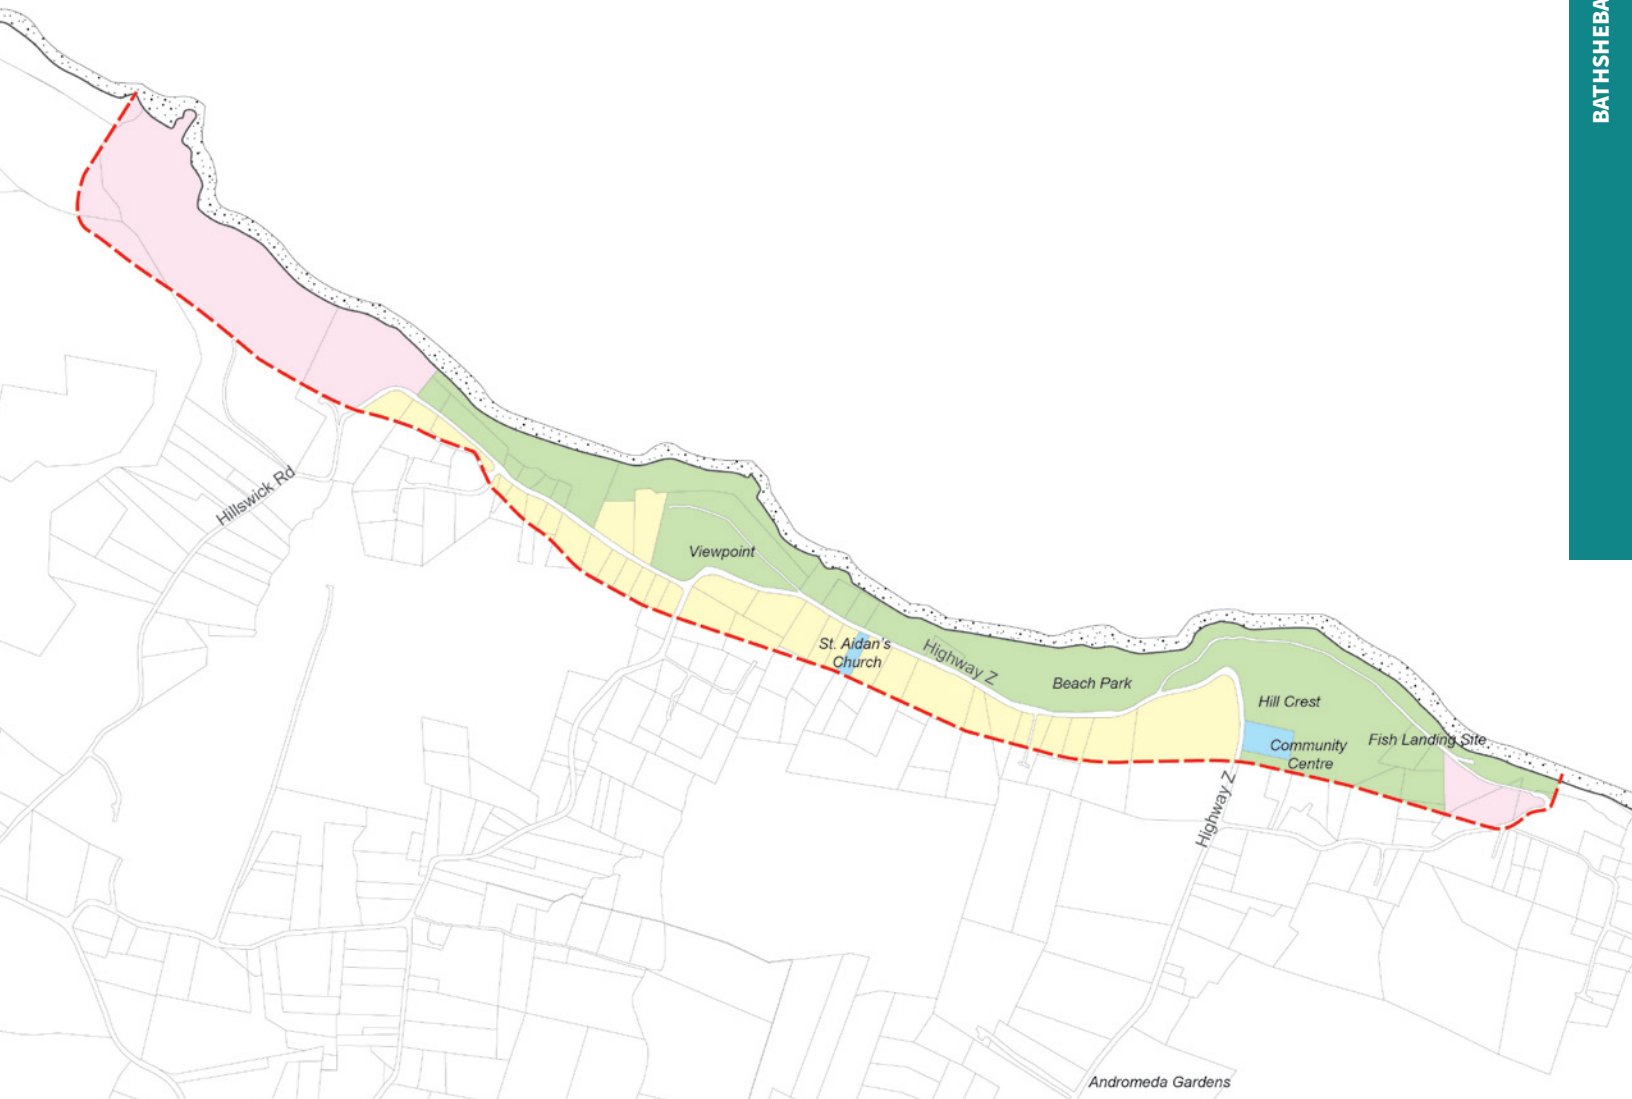 BATHSHEBA
Hillswick Rd
Viewpoint
St. Aidan's
Church
Highway Z
Beach Park
Hill Crest
Fish Landing Site
Community
Centre
Highway Z
Andromeda Gardens